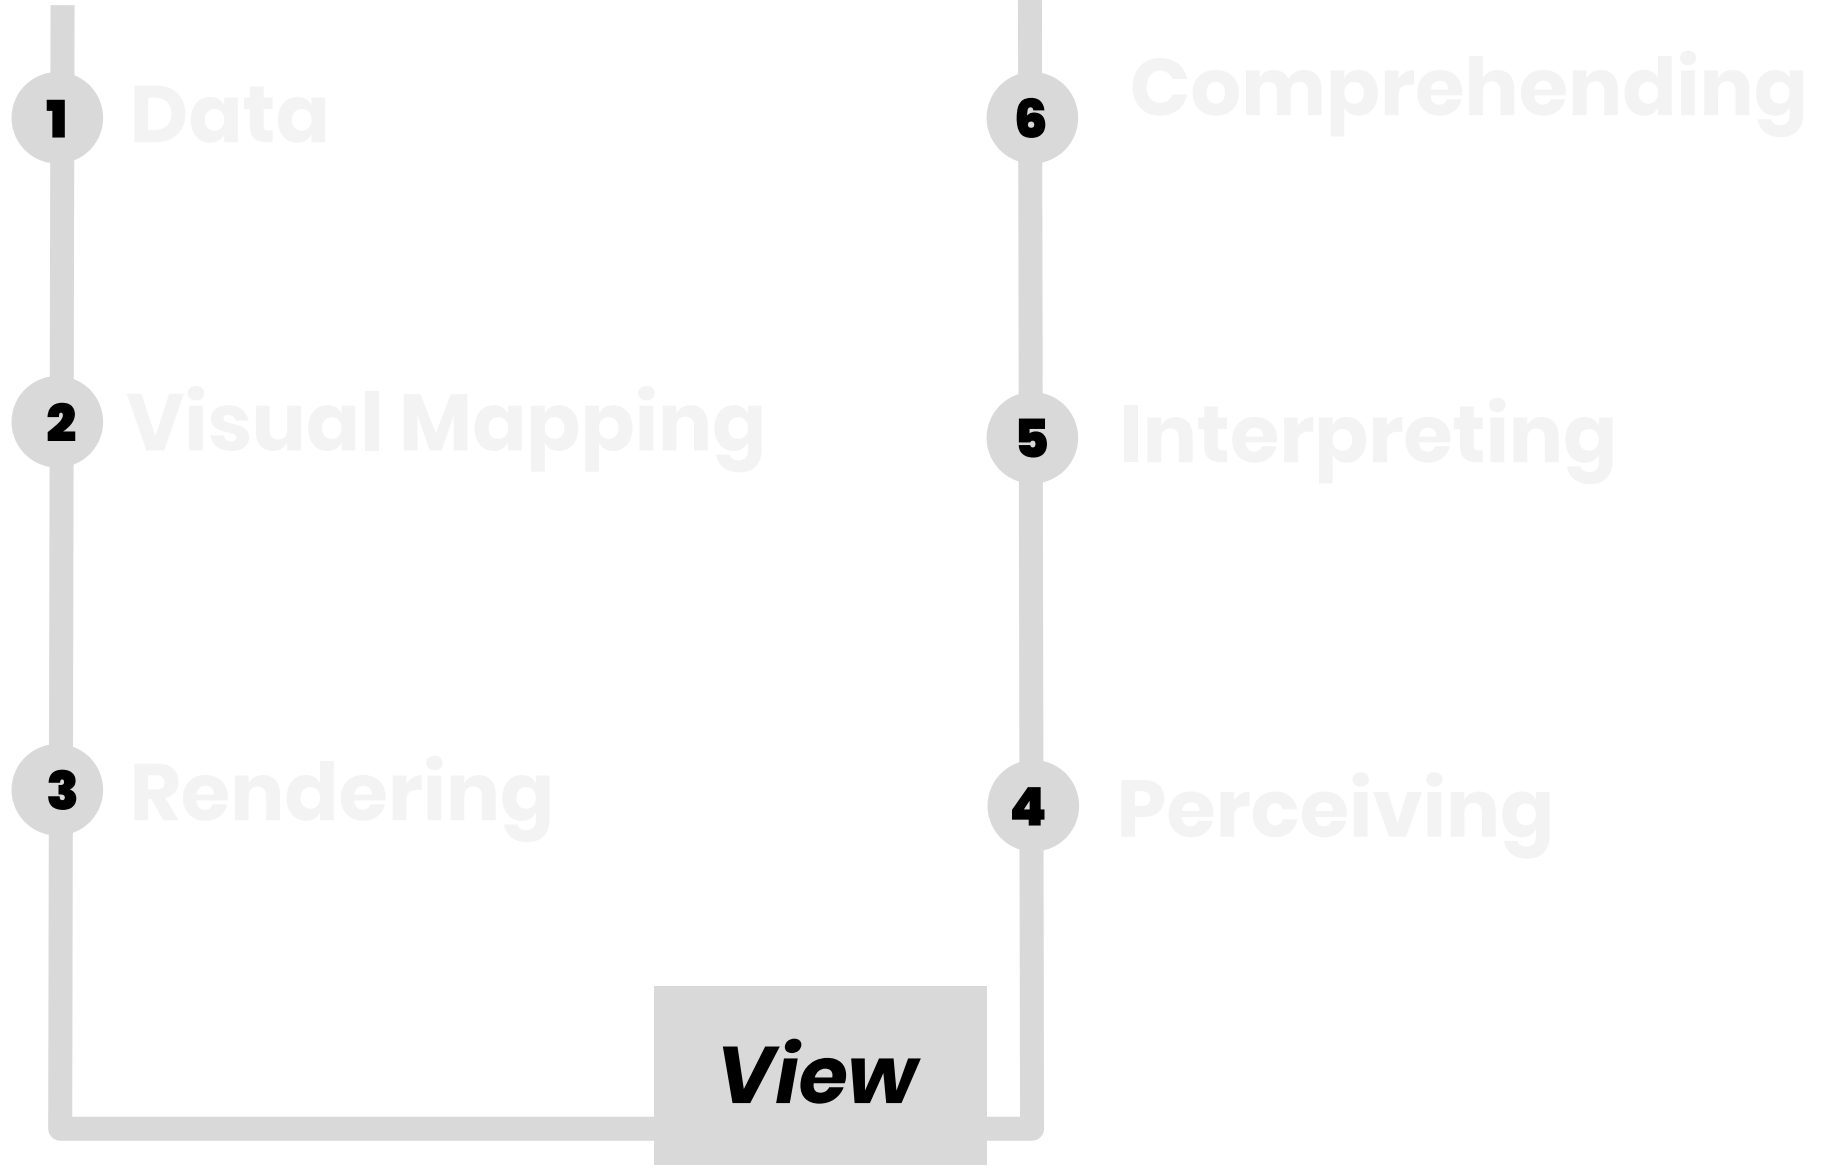 1 Data
2 Visual Mapping
3 Rendering
View
6 Comprehending
5 Interpreting
4 Perceiving